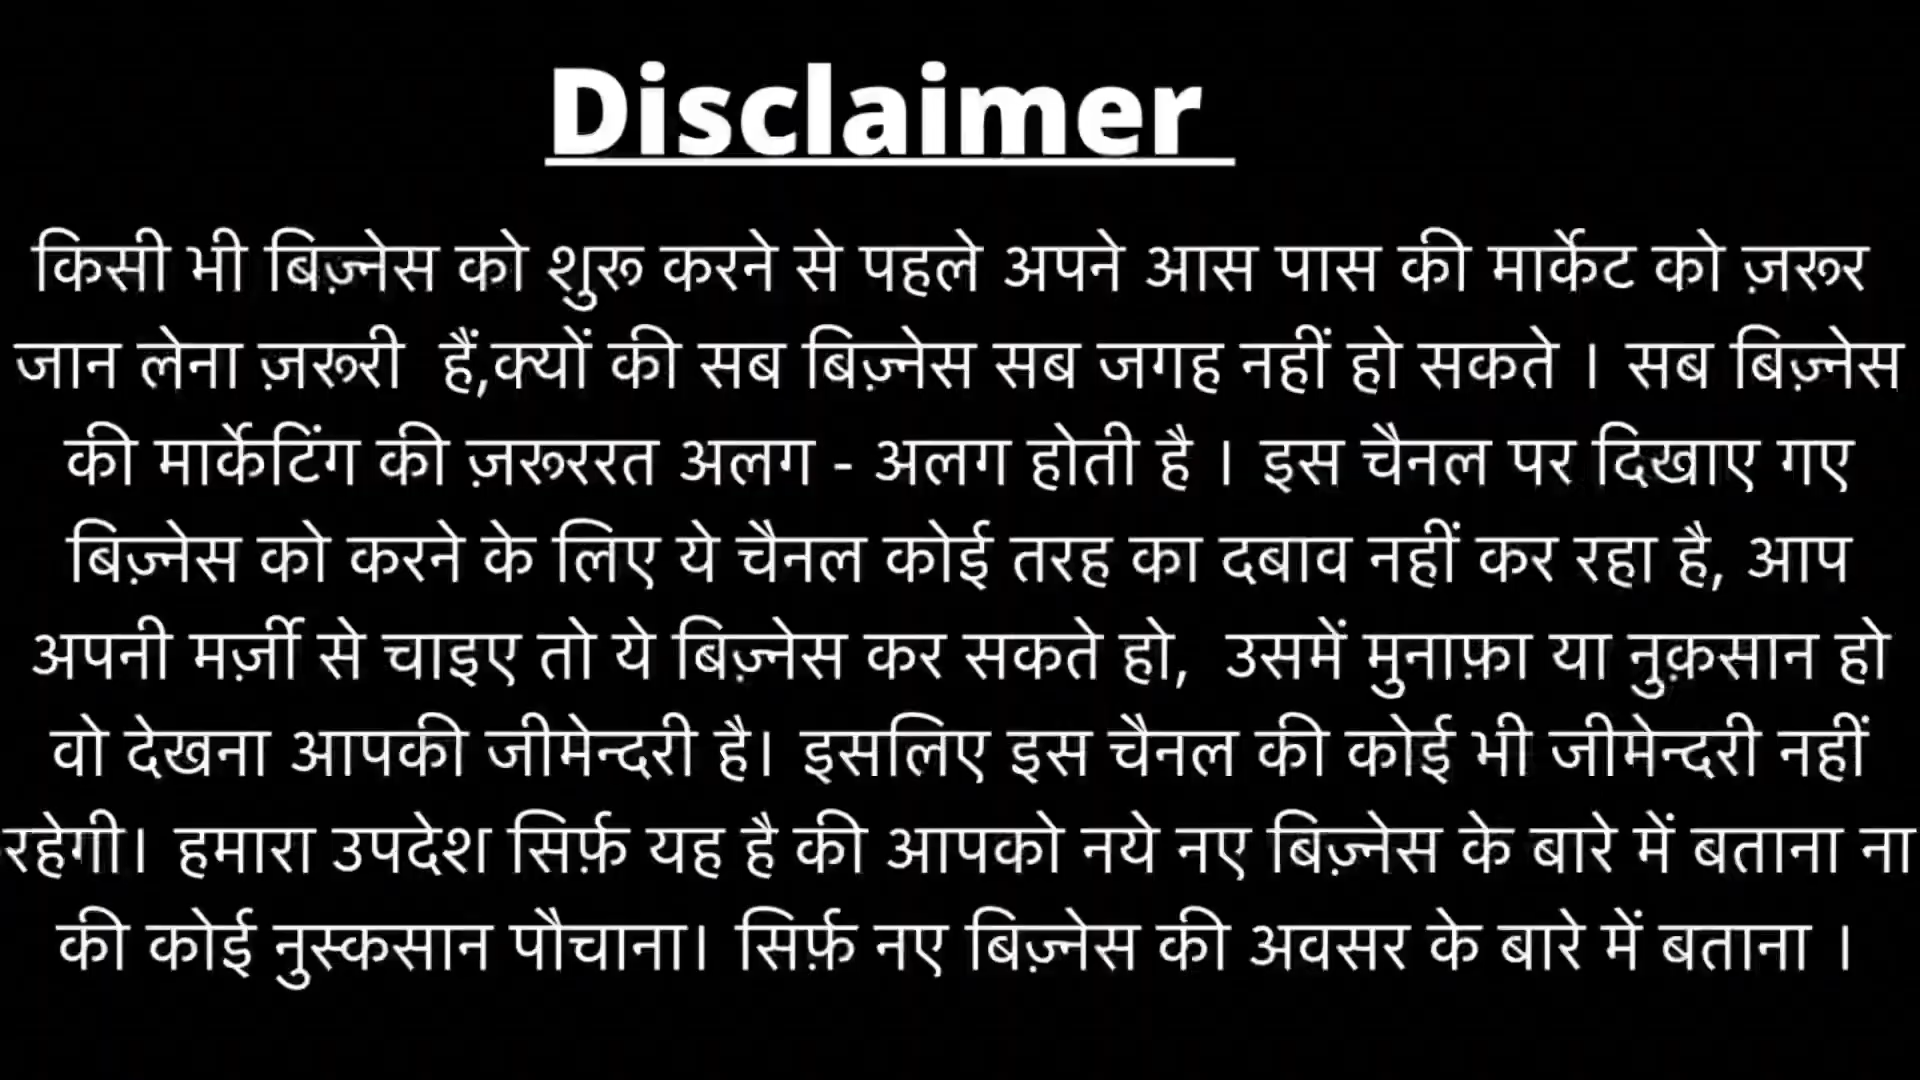 Disclaimer
किसी भी बिज़्नेस को शुरू करने से पहले अपने आस पास की मार्केट को ज़रूर
जान लेना ज़रूरी हैं,क्यों की सब बिज़्नेस सब जगह नहीं हो सकते । सब बिज़्नेस
की मार्केटिंग की ज़रूररत अलग - अलग होती है । इस चैनल पर दिखाए गए
बिज़्नेस को करने के लिए ये चैनल कोई तरह का दबाव नहीं कर रहा है, आप
अपनी मर्ज़ी से चाइए तो ये बिज़्नेस कर सकते हो, उसमें मुनाफ़ा या नुक़सान हो
वो देखना आपकी जीमेन्दरी है। इसलिए इस चैनल की कोई भी जीमेन्दरी नहीं
रहेगी। हमारा उपदेश सिर्फ़ यह है की आपको नये नए बिज़्नेस के बारे में बताना ना
की कोई नुस्कसान पौचाना। सिर्फ़ नए बिज़्नेस की अवसर के बारे में बताना ।